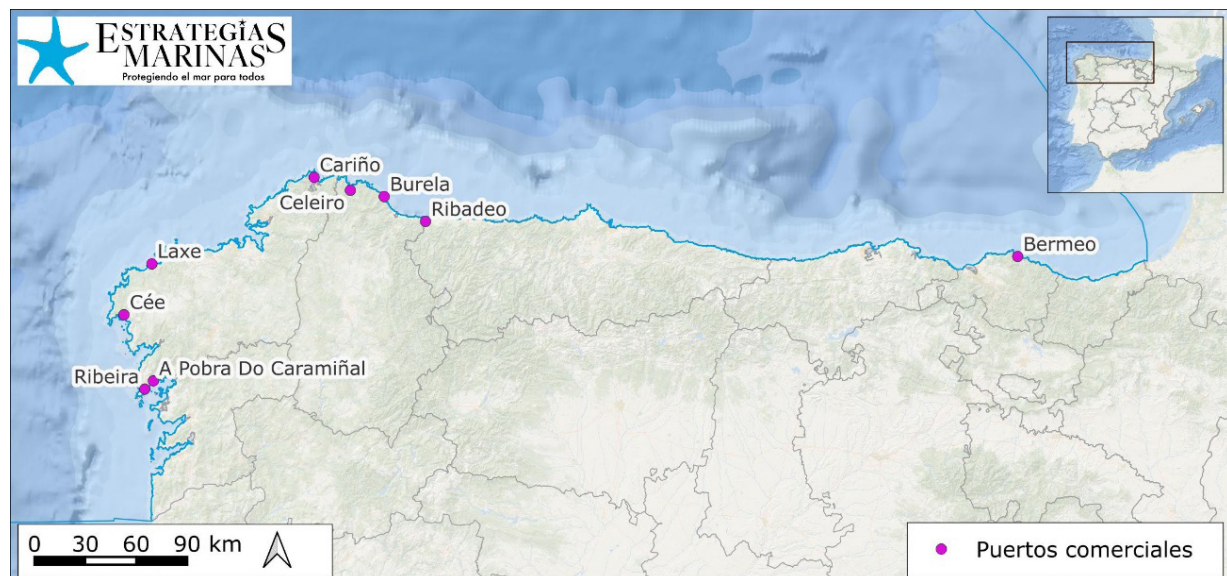 ESTRATEGIAS
MARINAS
Protegiendo el mar para todos
Cariño
Celeiro
Burela
Ribadeo
Laxe
Bermeo
Cée
A Pobra Do Caramiñal
Ribeira
0 30 60 90 km
Puertos comerciales